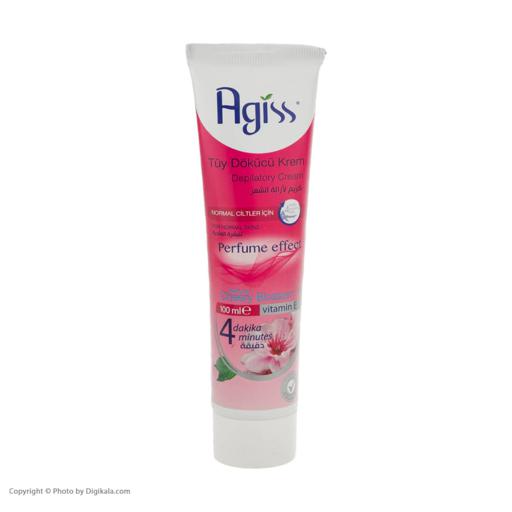 Agiss
Tüy Dökücü Krem
Depilatory Cream
كريم لإزالة الشعر
NORMAL CİLTLER İÇİN
FOR NORMAL SKINS
Perfume effect
Cherry Blossom
100 ml e vitamin E
4 dakika
minutes
دقيقة
Copyright © Photo by Digikala.com